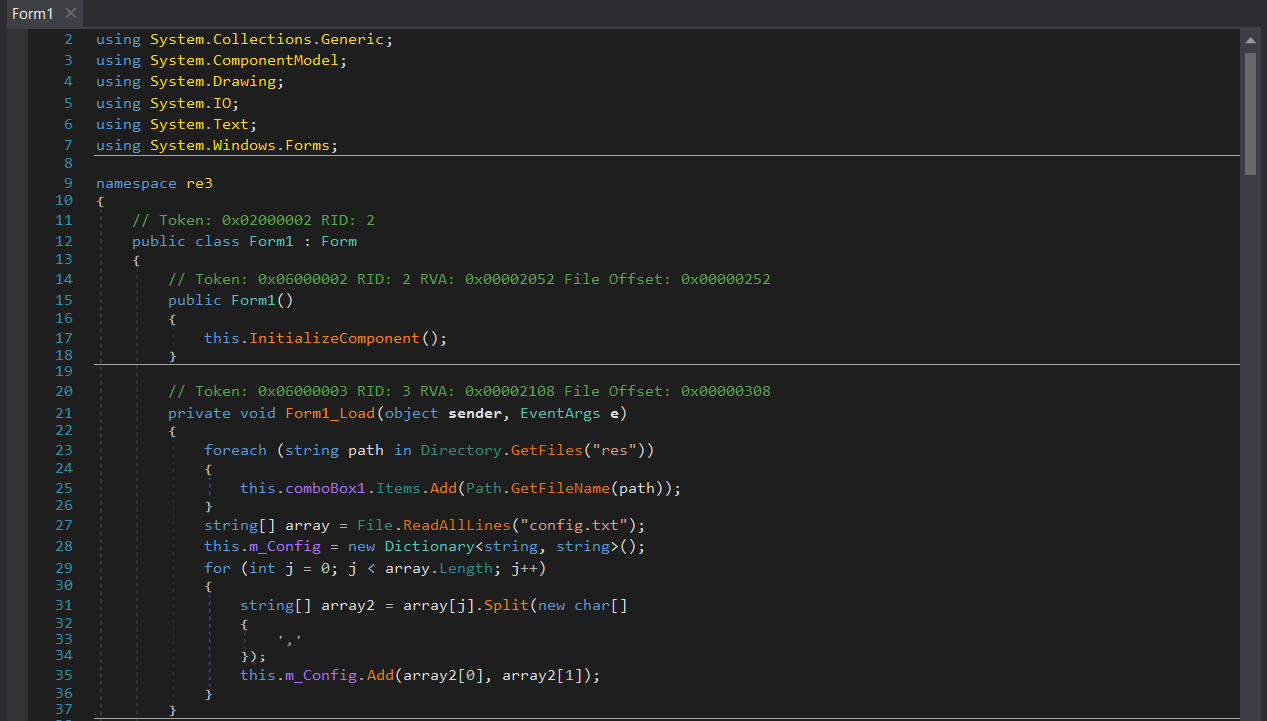 Form1 ×
2 using System.Collections.Generic;
3 using System.ComponentModel;
4 using System.Drawing;
5 using System.IO;
6 using System.Text;
7 using System.Windows.Forms;
8
9 namespace re3
10 {
11 // Token: 0x02000002 RID: 2
12 public class Form1 : Form
13 {
14 // Token: 0x06000002 RID: 2 RVA: 0x00002052 File Offset: 0x00000252
15 public Form1()
16 {
17 this.InitializeComponent();
18 }
19
20 // Token: 0x06000003 RID: 3 RVA: 0x00002108 File Offset: 0x00000308
21 private void Form1_Load(object sender, EventArgs e)
22 {
23 foreach (string path in Directory.GetFiles("res"))
24 {
25 this.comboBox1.Items.Add(Path.GetFileName(path));
26 }
27 string[] array = File.ReadAllLines("config.txt");
28 this.m_Config = new Dictionary<string, string>();
29 for (int j = 0; j < array.Length; j++)
30 {
31 string[] array2 = array[j].Split(new char[]
32 {
33 ','
34 });
35 this.m_Config.Add(array2[0], array2[1]);
36 }
37 }